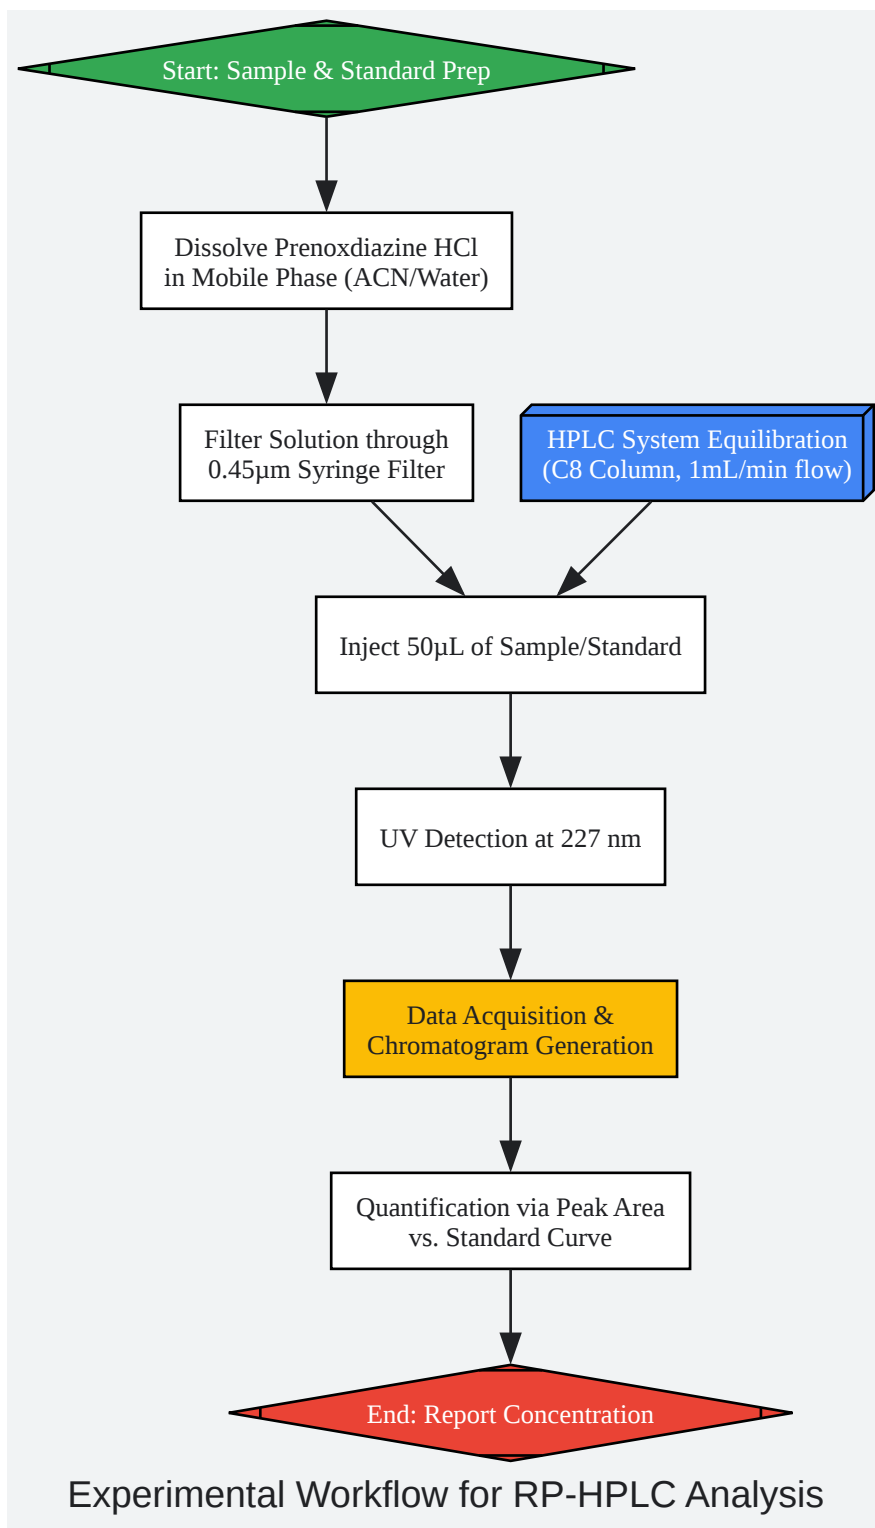 Start: Sample & Standard Prep
Dissolve Prenoxdiazine HCl
in Mobile Phase (ACN/Water)
Filter Solution through
0.45µm Syringe Filter
HPLC System Equilibration
(C8 Column, 1mL/min flow)
Inject 50µL of Sample/Standard
UV Detection at 227 nm
Data Acquisition &
Chromatogram Generation
Quantification via Peak Area
vs. Standard Curve
End: Report Concentration
Experimental Workflow for RP-HPLC Analysis